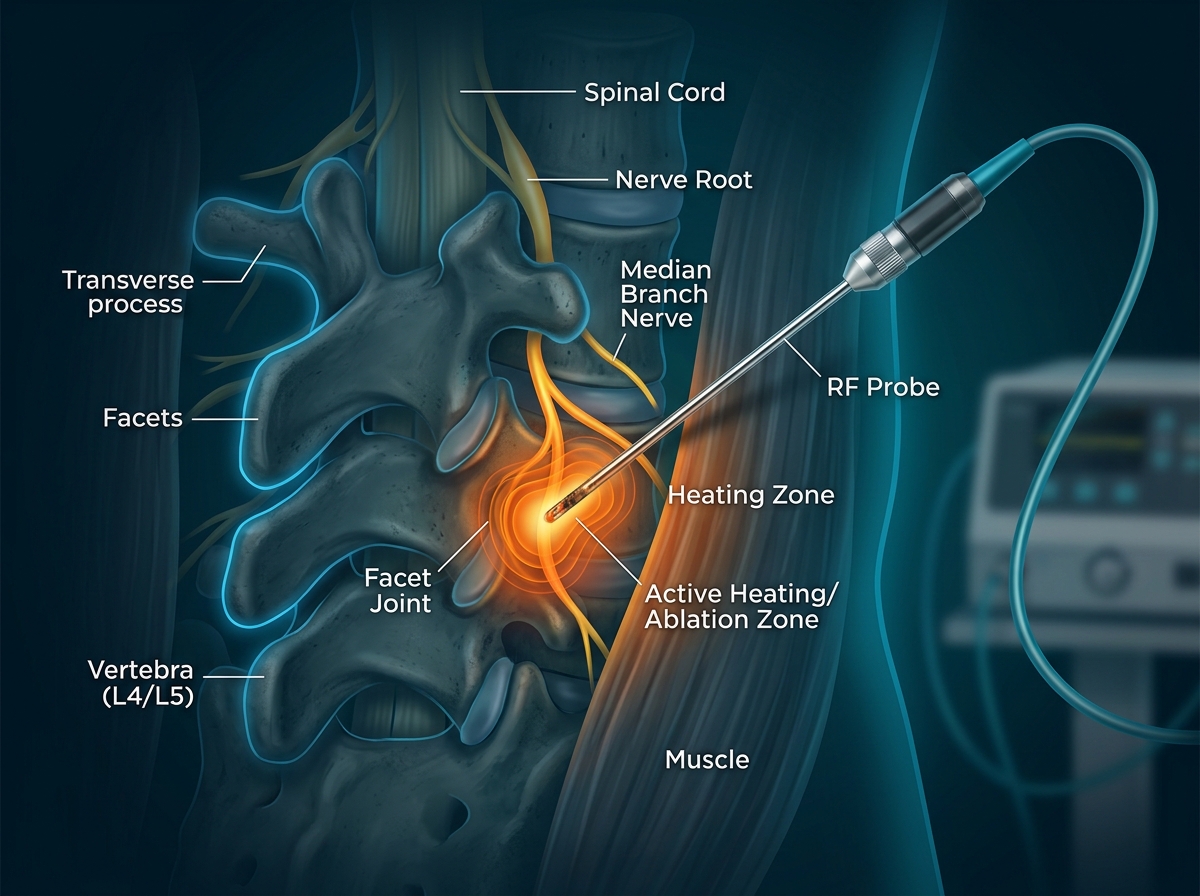 Spinal Cord
Nerve Root
Transverse
process
Median
Branch
Nerve
RF Probe
Facets
Heating Zone
Facet
Joint
Active Heating/
Ablation Zone
Vertebra
(L4/L5)
Muscle